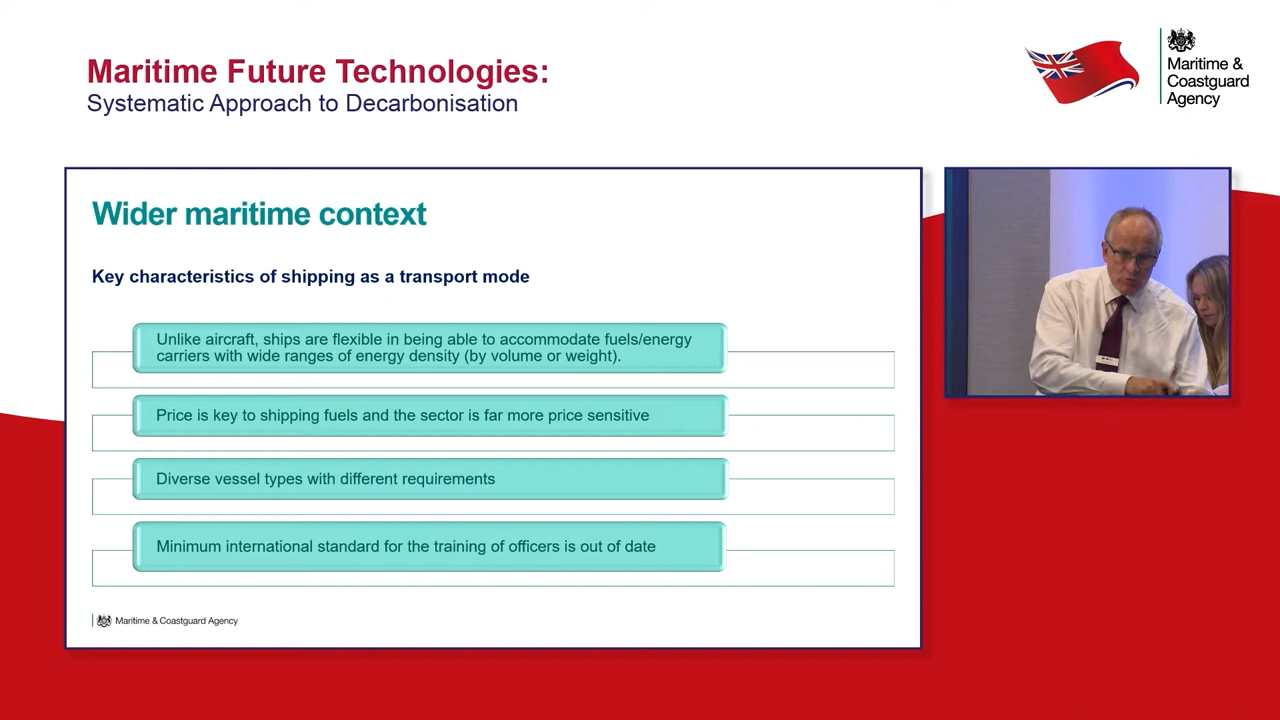 Maritime Future Technologies:
Systematic Approach to Decarbonisation
Maritime &
Coastguard
Agency
Wider maritime context
Key characteristics of shipping as a transport mode
Unlike aircraft, ships are flexible in being able to accommodate fuels/energy
carriers with wide ranges of energy density (by volume or weight).
Price is key to shipping fuels and the sector is far more price sensitive
Diverse vessel types with different requirements
Minimum international standard for the training of officers is out of date
Maritime & Coastguard Agency